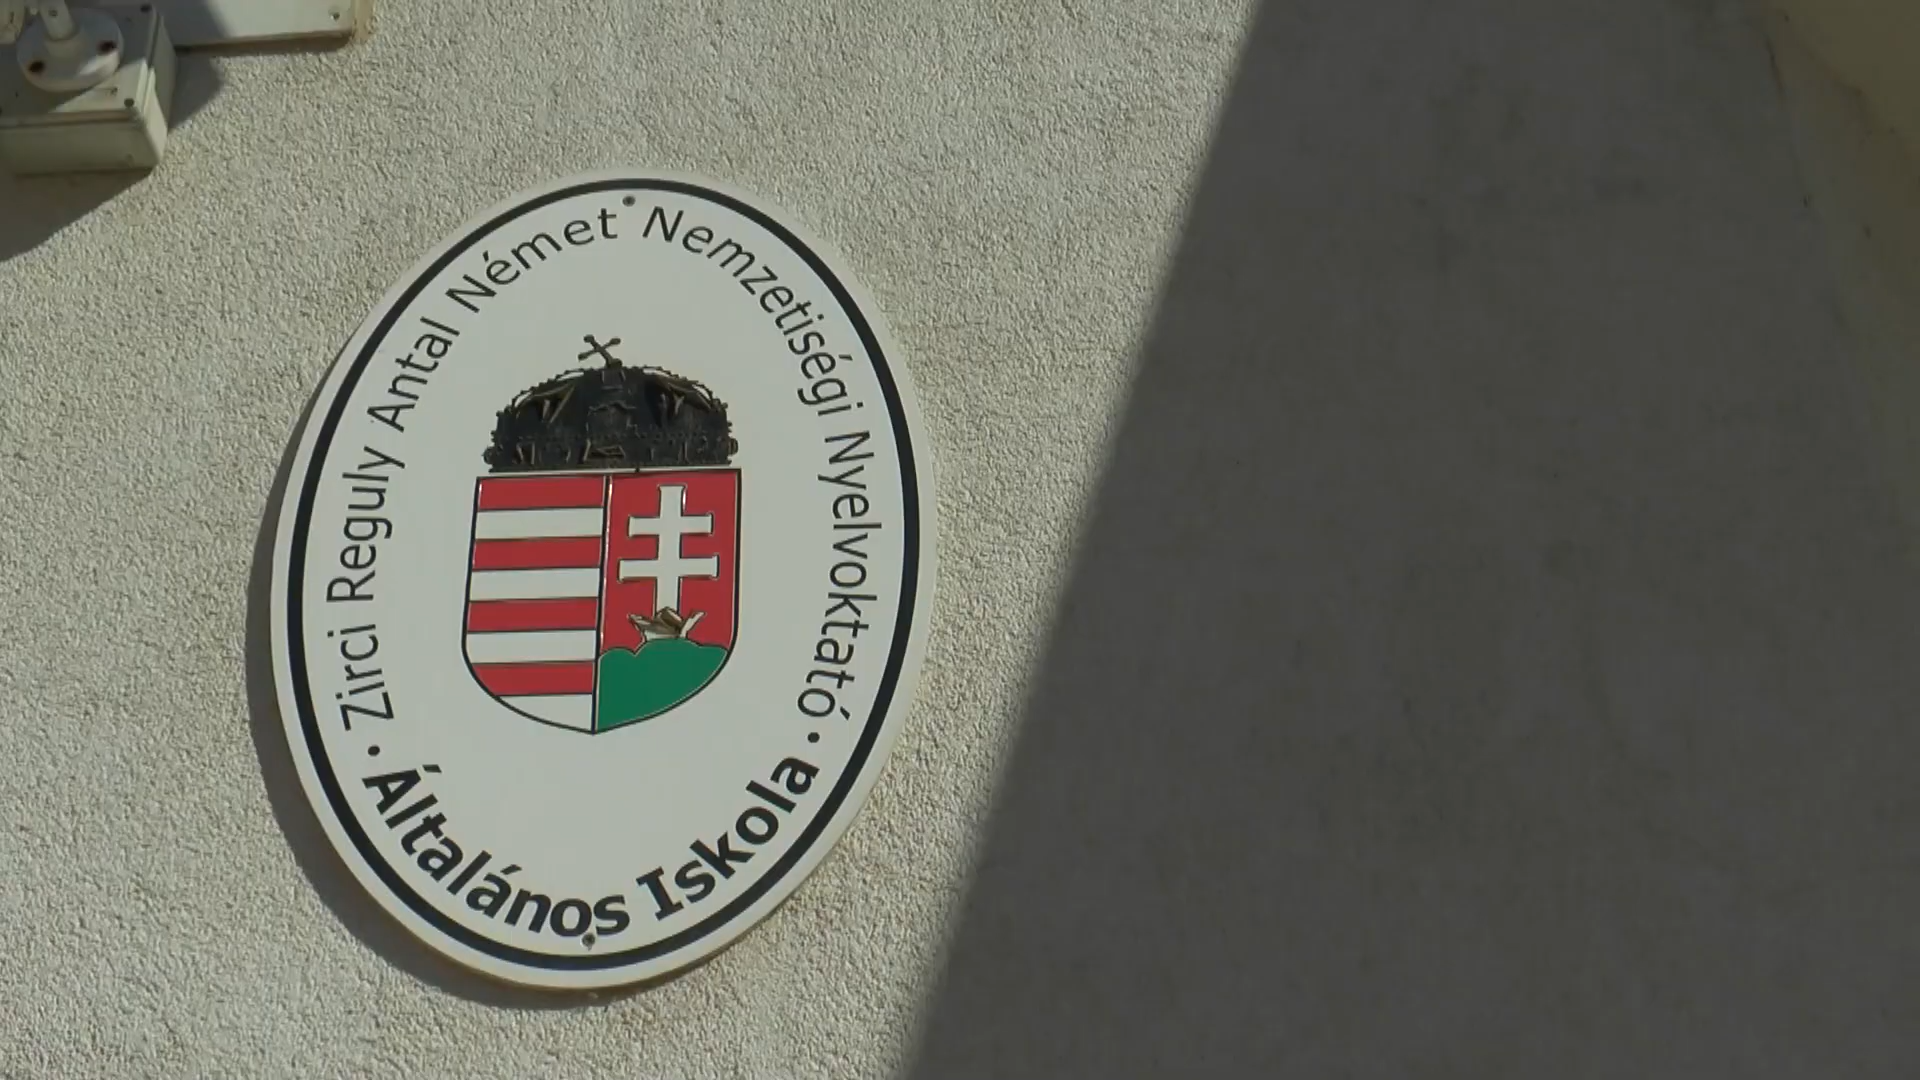 Zirci Reguly Antal Német Nemzetiségi Nyelvoktató
Általános Iskola